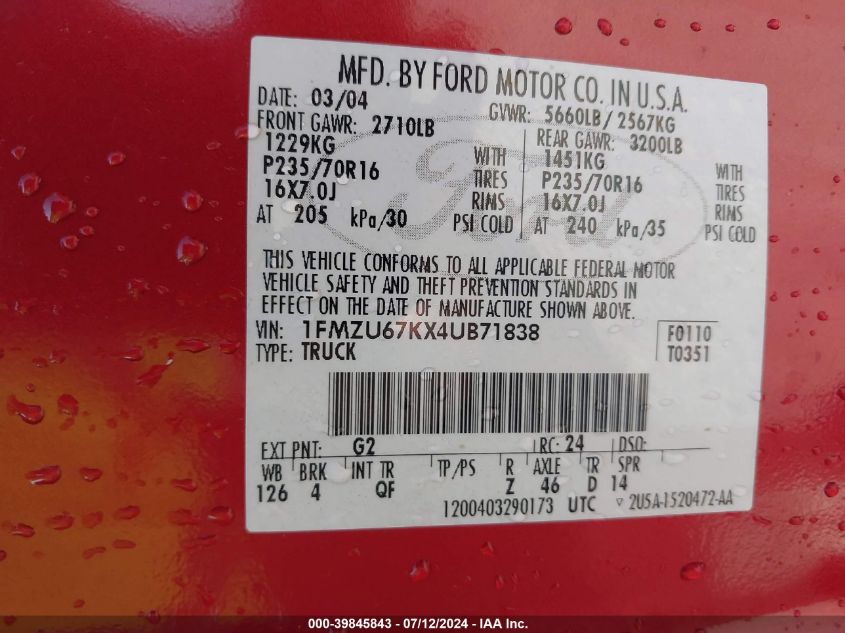 MFD. BY FORD MOTOR CO. IN U.S.A.
DATE: 03/04 GVWR: 5660LB/ 2567KG
FRONT GAWR: 2710LB REAR GAWR: 3200LB
1229KG WITH 1451KG WITH
P235/70R16 TIRES P235/70R16 TIRES
16X7.0J RIMS 16X7.0J RIMS
AT 205 kPa/30 PSI COLD AT 240 kPa/35 PSI COLD
Ford
THIS VEHICLE CONFORMS TO ALL APPLICABLE FEDERAL MOTOR
VEHICLE SAFETY AND THEFT PREVENTION STANDARDS IN
EFFECT ON THE DATE OF MANUFACTURE SHOWN ABOVE.
VIN: 1FMZU67KX4UB71838 F0110
TYPE: TRUCK T0351
EXT PNT: G2 RC: 24 DSO:
WB BRK INT TR TP/PS R AXLE TR SPR
126 4 QF Z 46 D 14
1200403290173 UTC ▽ 2U5A-1520472-AA
000-39845843 - 07/12/2024 - IAA Inc.